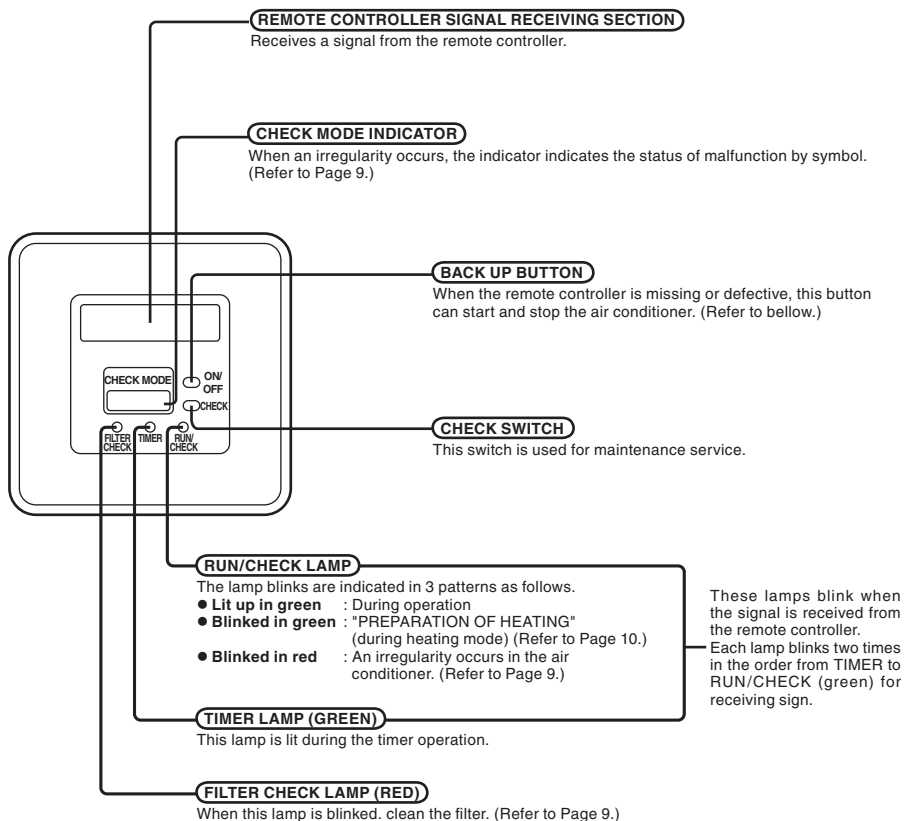 REMOTE CONTROLLER SIGNAL RECEIVING SECTION
Receives a signal from the remote controller.
CHECK MODE INDICATOR
When an irregularity occurs, the indicator indicates the status of malfunction by symbol.
(Refer to Page 9.)
BACK UP BUTTON
When the remote controller is missing or defective, this button
can start and stop the air conditioner. (Refer to bellow.)
CHECK MODE
ON/
OFF
CHECK
FILTER
CHECK
TIMER
RUN/
CHECK
CHECK SWITCH
This switch is used for maintenance service.
RUN/CHECK LAMP
The lamp blinks are indicated in 3 patterns as follows.
● Lit up in green : During operation
● Blinked in green : "PREPARATION OF HEATING"
(during heating mode) (Refer to Page 10.)
● Blinked in red : An irregularity occurs in the air
conditioner. (Refer to Page 9.)
These lamps blink when
the signal is received from
the remote controller.
Each lamp blinks two times
in the order from TIMER to
RUN/CHECK (green) for
receiving sign.
TIMER LAMP (GREEN)
This lamp is lit during the timer operation.
FILTER CHECK LAMP (RED)
When this lamp is blinked. clean the filter. (Refer to Page 9.)